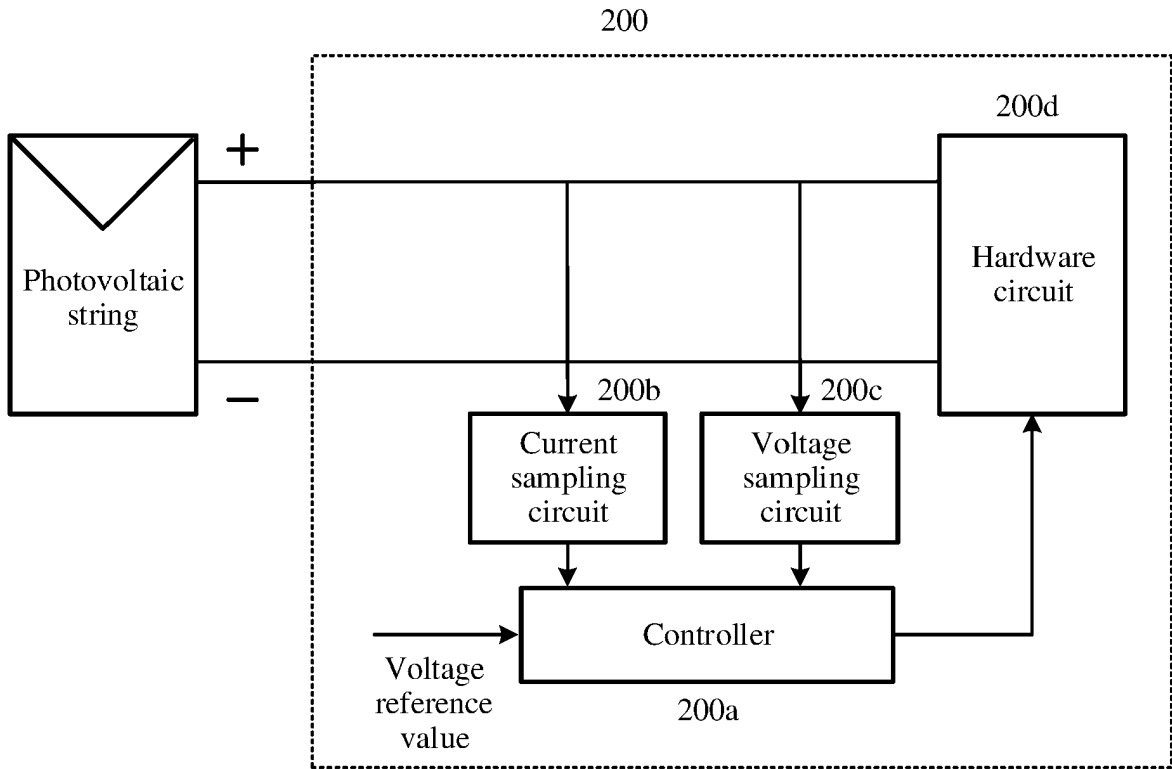 200
200d
+
Photovoltaic
string
Hardware
circuit
−
200b
200c
Current
sampling
circuit
Voltage
sampling
circuit
Controller
Voltage
reference
value
200a